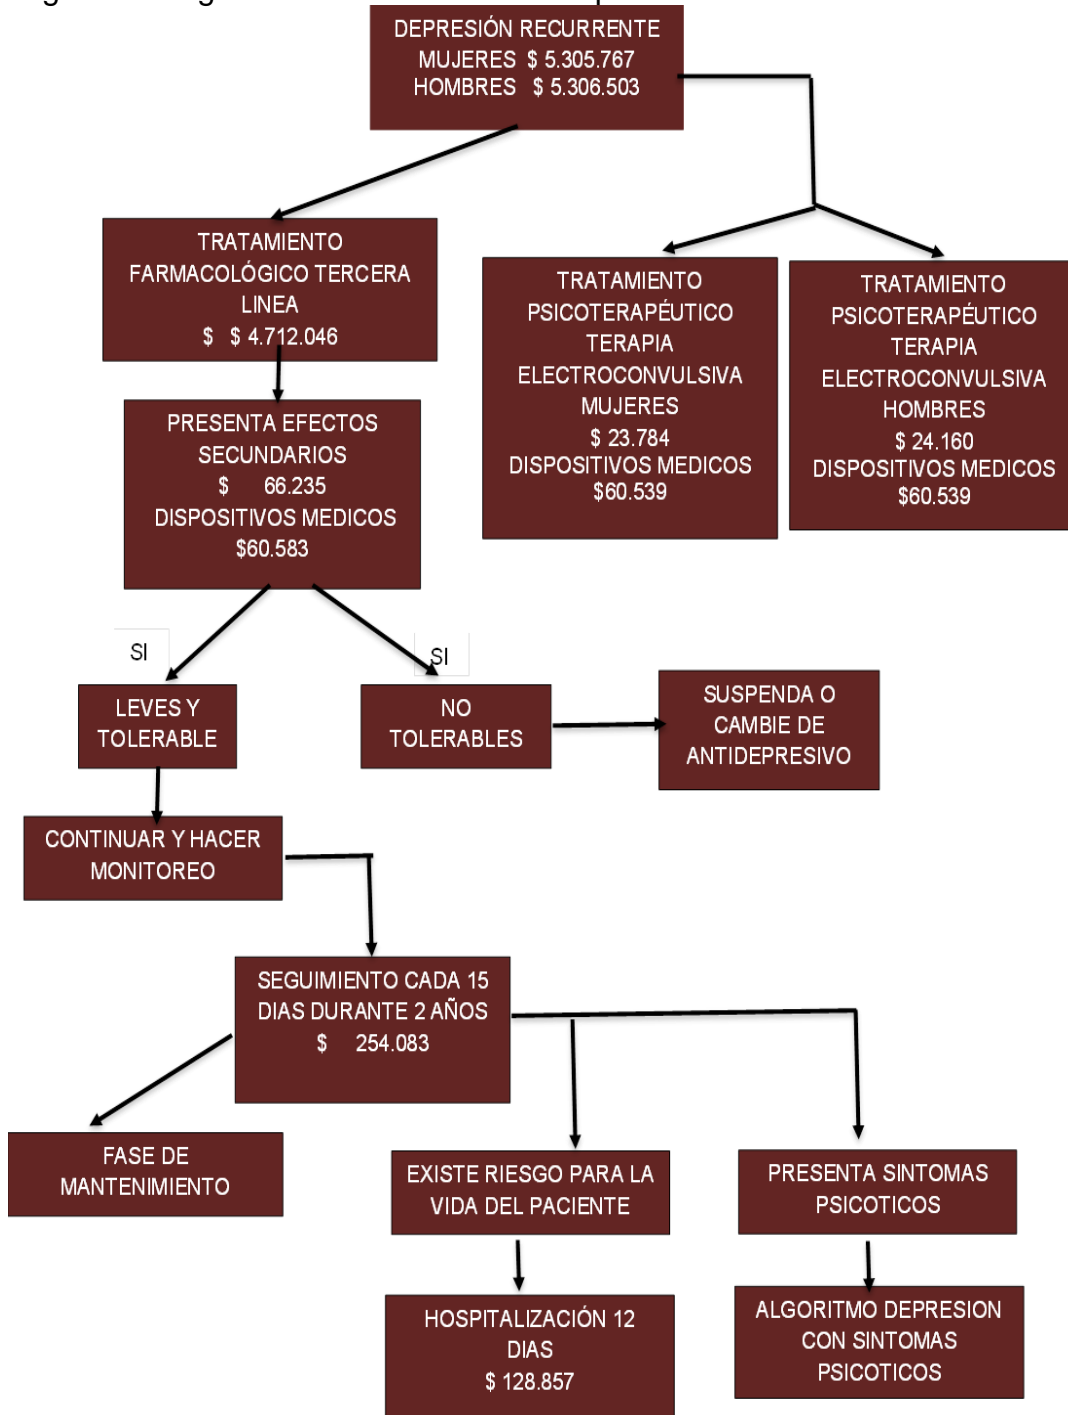 DEPRESIÓN RECURRENTE
MUJERES $ 5.305.767
HOMBRES $ 5.306.503
TRATAMIENTO
FARMACOLÓGICO TERCERA
LINEA
$ $ 4.712.046
TRATAMIENTO
PSICOTERAPÉUTICO
TERAPIA
ELECTROCONVULSIVA
MUJERES
$ 23.784
DISPOSITIVOS MEDICOS
$60.539
TRATAMIENTO
PSICOTERAPÉUTICO
TERAPIA
ELECTROCONVULSIVA
HOMBRES
$ 24.160
DISPOSITIVOS MEDICOS
$60.539
PRESENTA EFECTOS
SECUNDARIOS
$ 66.235
DISPOSITIVOS MEDICOS
$60.583
SI
SI
LEVES Y
TOLERABLE
NO
TOLERABLES
SUSPENDA O
CAMBIE DE
ANTIDEPRESIVO
CONTINUAR Y HACER
MONITOREO
SEGUIMIENTO CADA 15
DIAS DURANTE 2 AÑOS
$ 254.083
FASE DE
MANTENIMIENTO
EXISTE RIESGO PARA LA
VIDA DEL PACIENTE
PRESENTA SINTOMAS
PSICOTICOS
HOSPITALIZACIÓN 12
DIAS
$ 128.857
ALGORITMO DEPRESION
CON SINTOMAS
PSICOTICOS